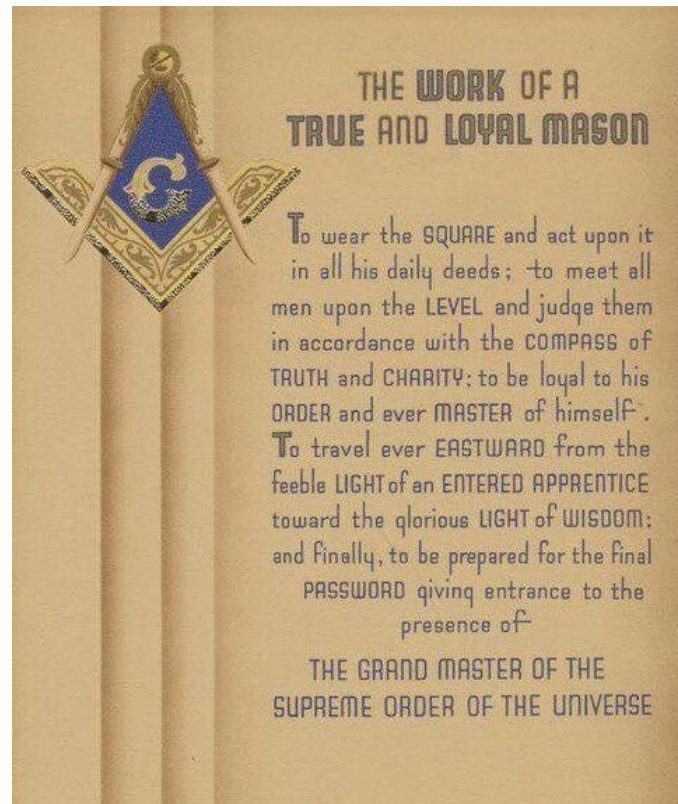 G
THE WORK OF A
TRUE AND LOYAL MASON
To wear the SQUARE and act upon it
in all his daily deeds; to meet all
men upon the LEVEL and judge them
in accordance with the COMPASS of
TRUTH and CHARITY; to be loyal to his
ORDER and ever MASTER of himself.
To travel ever EASTWARD from the
feeble LIGHT of an ENTERED APPRENTICE
toward the glorious LIGHT of WISDOM;
and finally, to be prepared for the final
PASSWORD giving entrance to the
presence of
THE GRAND MASTER OF THE
SUPREME ORDER OF THE UNIVERSE